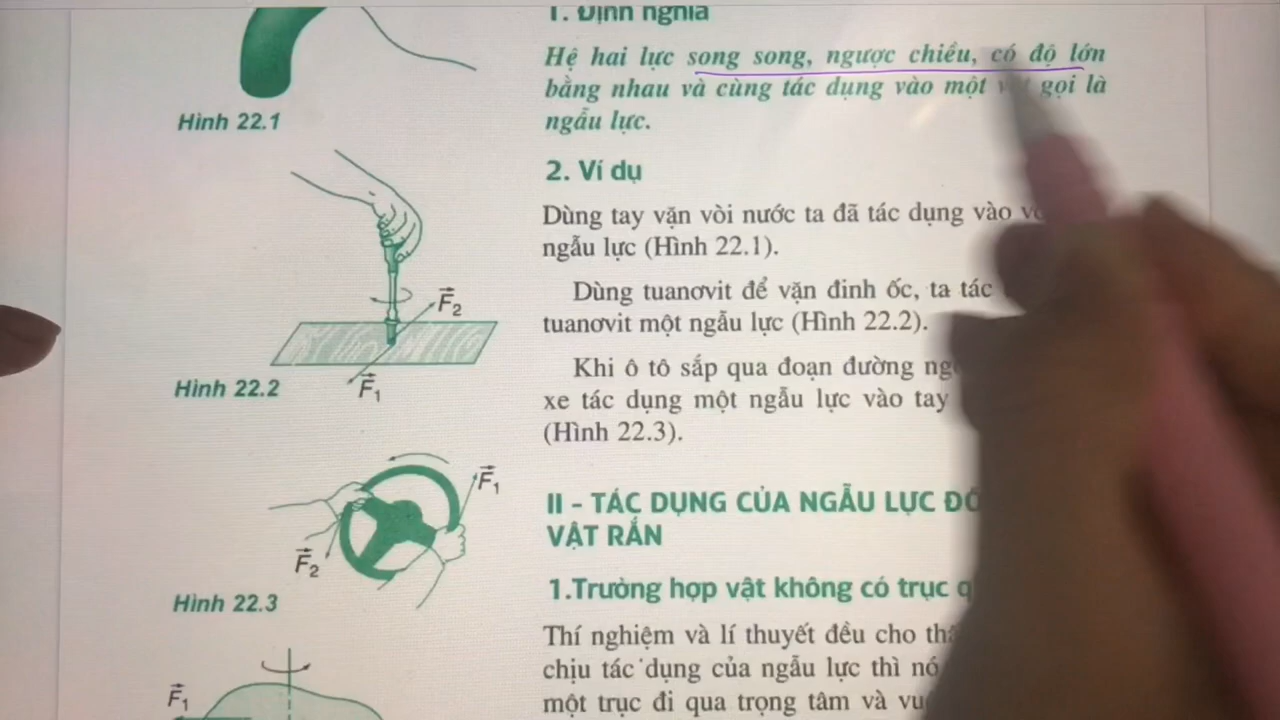 1. Định nghĩa
Hệ hai lực song song, ngược chiều, có độ lớn
bằng nhau và cùng tác dụng vào một gọi là
ngẫu lực.
Hình 22.1
2. Ví dụ
Dùng tay vặn vòi nước ta đã tác dụng vào
ngẫu lực (Hình 22.1).
Dùng tuanơvit để vặn đinh ốc, ta tác
tuanơvit một ngẫu lực (Hình 22.2).
F₂
F₁
Hình 22.2
Khi ô tô sắp qua đoạn đường
xe tác dụng một ngẫu lực vào tay
(Hình 22.3).
F₁
F₂
Hình 22.3
II - TÁC DỤNG CỦA NGẪU LỰC
VẬT RẮN
1.Trường hợp vật không có trục
Thí nghiệm và lí thuyết đều cho
chịu tác dụng của ngẫu lực thì nó
một trục đi qua trọng tâm và
F₁